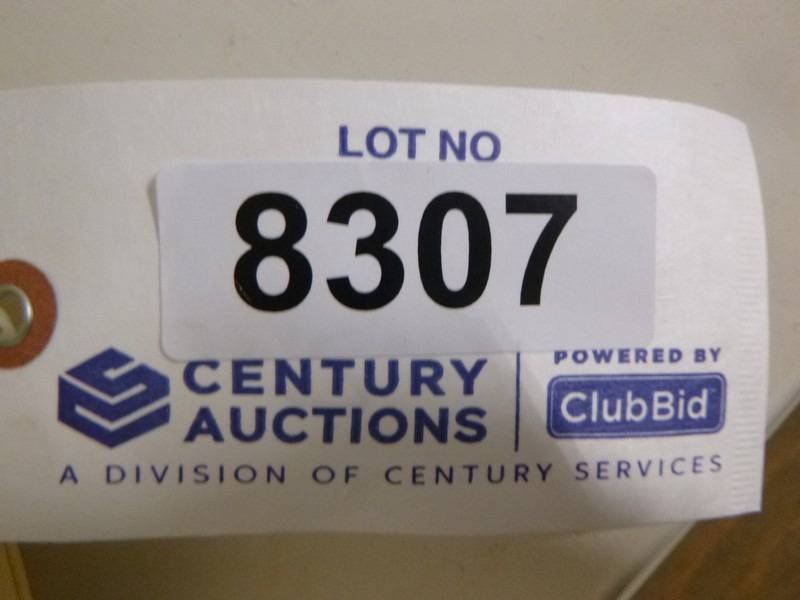 LOT NO
8307
CENTURY
AUCTIONS
POWERED BY
ClubBid
A DIVISION OF CENTURY SERVICES